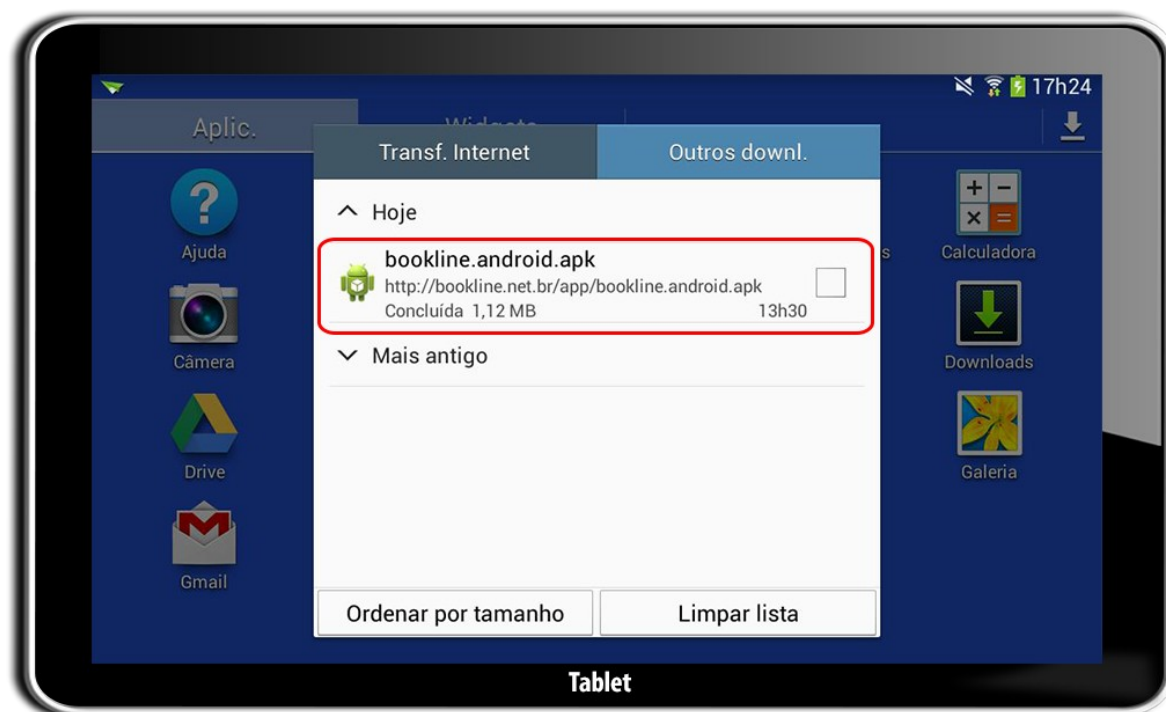 17h24
Aplic.
Widgets
Transf. Internet
Outros downl.
Hoje
Ajuda
s
Calculadora
bookline.android.apk
http://bookline.net.br/app/bookline.android.apk
Concluída 1,12 MB
13h30
Mais antigo
Câmera
Downloads
Drive
Galeria
Gmail
Ordenar por tamanho
Limpar lista
Tablet